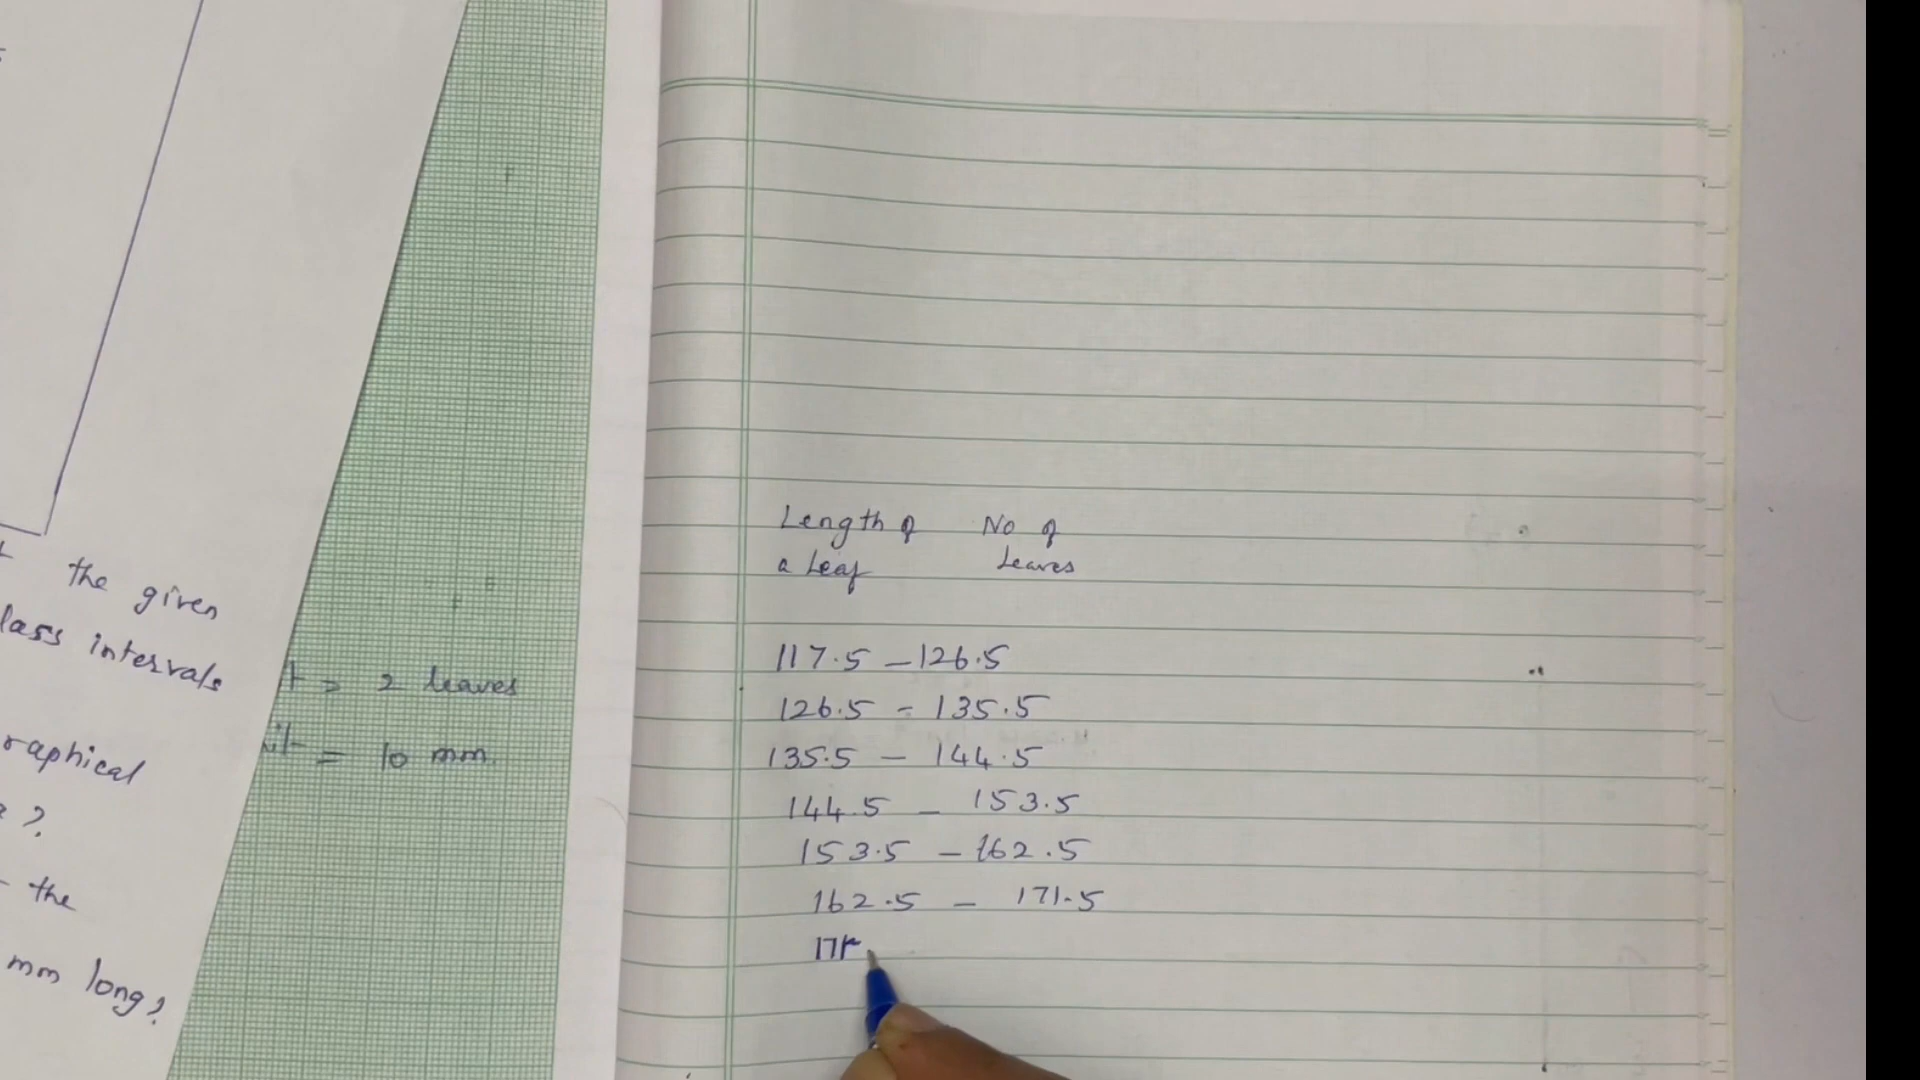 the given
lass intervals
raphical
?
the
mm long?
= 2 leaves
= 10 mm
Length of No of
a Leaf Leaves
117.5 – 126.5
126.5 – 135.5
135.5 – 144.5
144.5 – 153.5
153.5 – 162.5
162.5 – 171.5
171